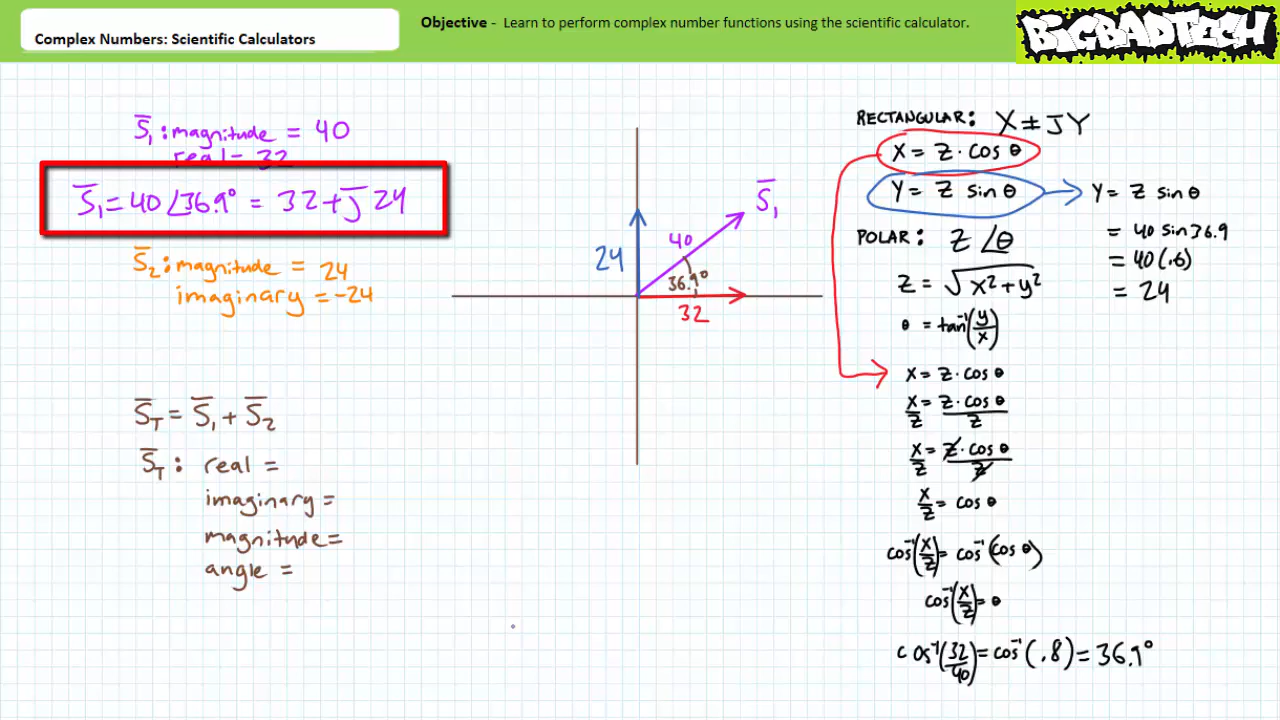 Complex Numbers: Scientific Calculators
Objective - Learn to perform complex number functions using the scientific calculator.
BIGBADTECH
S̅₁: magnitude = 40
real = 32
S̅₁ = 40 ∠36.9° = 32 + j 24
S̅₂: magnitude = 24
imaginary = -24
S̅T = S̅₁ + S̅₂
S̅T: real =
imaginary =
magnitude =
angle =
S̅₁
40
24
36.9°
32
RECTANGULAR: X ± JY
X = Z · cos θ
Y = Z sin θ
POLAR: Z ∠θ
Z = √(x² + y²)
θ = tan⁻¹(y/x)
X = Z · cos θ
X/Z = Z · cos θ/Z
X/Z = Z · cos θ/Z
X/Z = cos θ
cos⁻¹(X/Z) = cos⁻¹(cos θ)
cos⁻¹(X/Z) = θ
cos⁻¹(32/40) = cos⁻¹(.8) = 36.9°
Y = Z sin θ
= 40 sin 36.9
= 40 (.6)
= 24